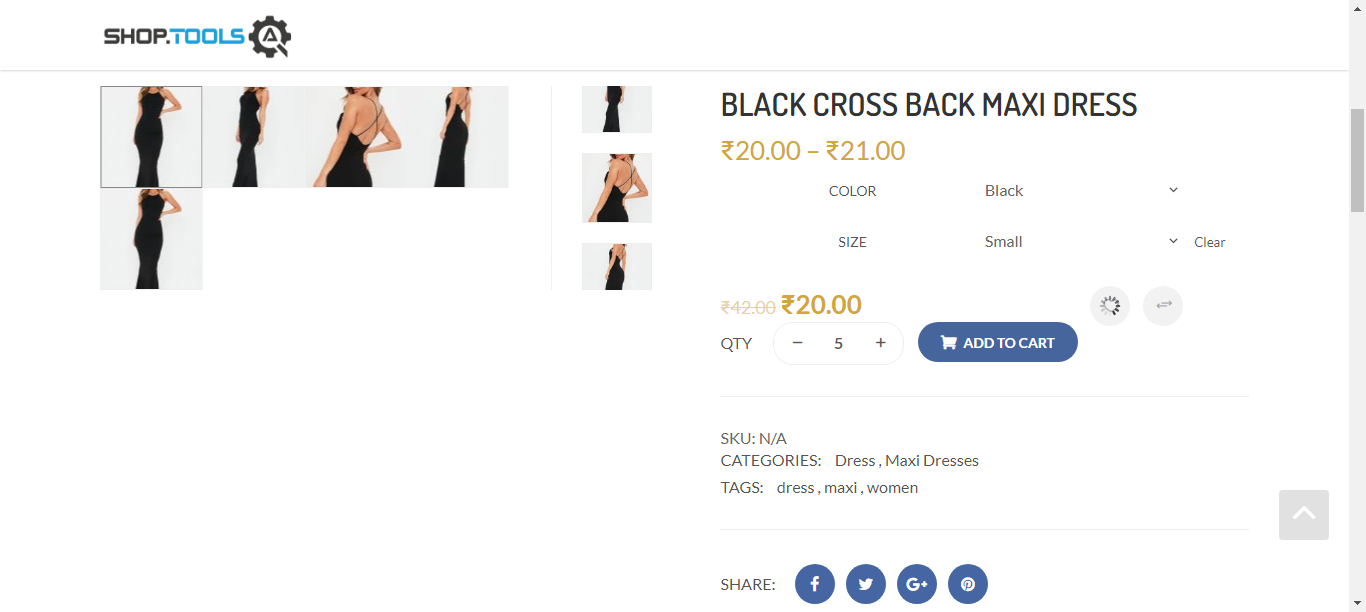 SHOP.TOOLS
BLACK CROSS BACK MAXI DRESS
₹20.00 – ₹21.00
COLOR Black
SIZE Small Clear
₹42.00 ₹20.00
QTY − 5 + ADD TO CART
SKU: N/A
CATEGORIES: Dress , Maxi Dresses
TAGS: dress , maxi , women
SHARE: f G+